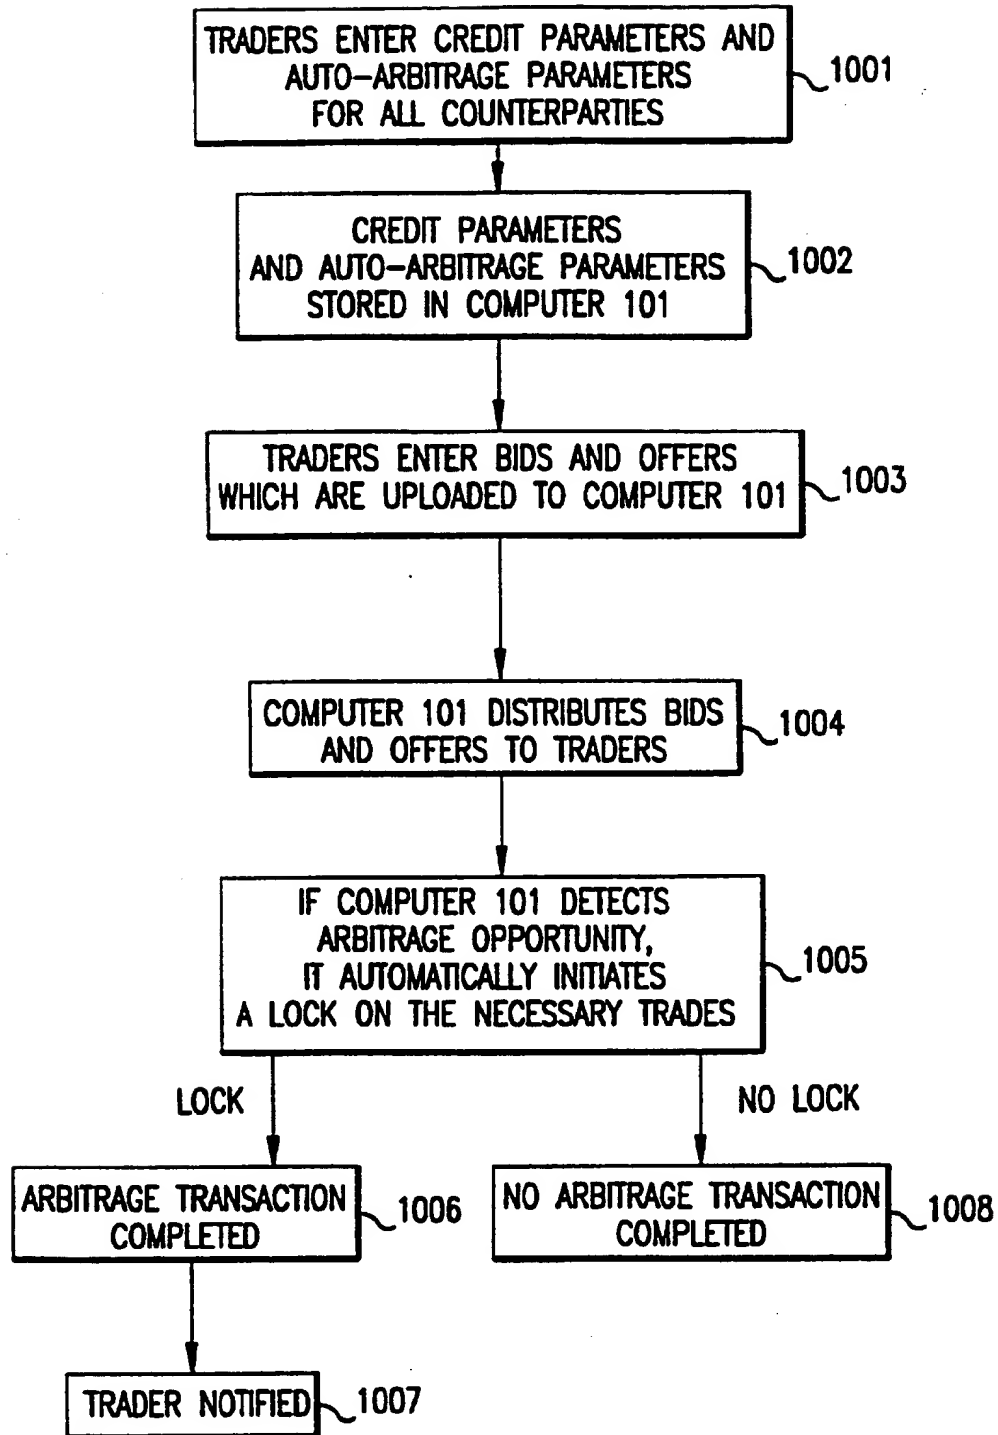 TRADERS ENTER CREDIT PARAMETERS AND
AUTO-ARBITRAGE PARAMETERS
FOR ALL COUNTERPARTIES
1001
CREDIT PARAMETERS
AND AUTO-ARBITRAGE PARAMETERS
STORED IN COMPUTER 101
1002
TRADERS ENTER BIDS AND OFFERS
WHICH ARE UPLOADED TO COMPUTER 101
1003
COMPUTER 101 DISTRIBUTES BIDS
AND OFFERS TO TRADERS
1004
IF COMPUTER 101 DETECTS
ARBITRAGE OPPORTUNITY,
IT AUTOMATICALLY INITIATES
A LOCK ON THE NECESSARY TRADES
1005
LOCK
NO LOCK
ARBITRAGE TRANSACTION
COMPLETED
1006
NO ARBITRAGE TRANSACTION
COMPLETED
1008
TRADER NOTIFIED
1007